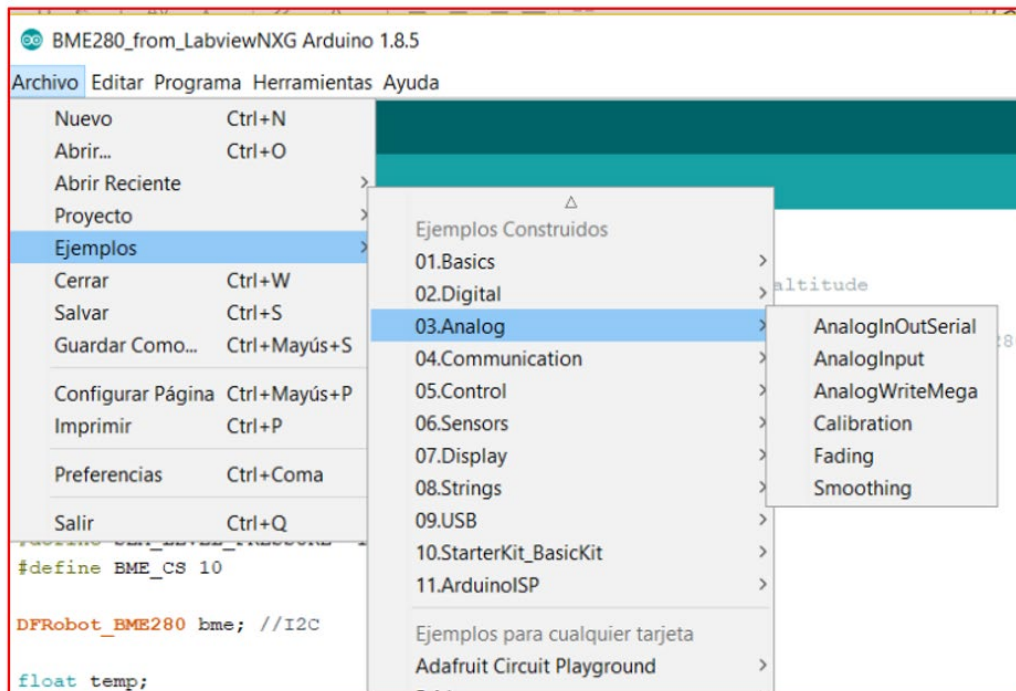 BME280_from_LabviewNXG Arduino 1.8.5
Archivo Editar Programa Herramientas Ayuda
Nuevo Ctrl+N
Abrir... Ctrl+O
Abrir Reciente
Proyecto
Ejemplos
Cerrar Ctrl+W
Salvar Ctrl+S
Guardar Como... Ctrl+Mayús+S
Configurar Página Ctrl+Mayús+P
Imprimir Ctrl+P
Preferencias Ctrl+Coma
Salir Ctrl+Q
Ejemplos Construidos
01.Basics
02.Digital
03.Analog
04.Communication
05.Control
06.Sensors
07.Display
08.Strings
09.USB
10.StarterKit_BasicKit
11.ArduinoISP
Ejemplos para cualquier tarjeta
Adafruit Circuit Playground
AnalogInOutSerial
AnalogInput
AnalogWriteMega
Calibration
Fading
Smoothing
altitude
#define SEA_LEVEL_PRESSURE
#define BME_CS 10
DFRobot_BME280 bme; //I2C
float temp;